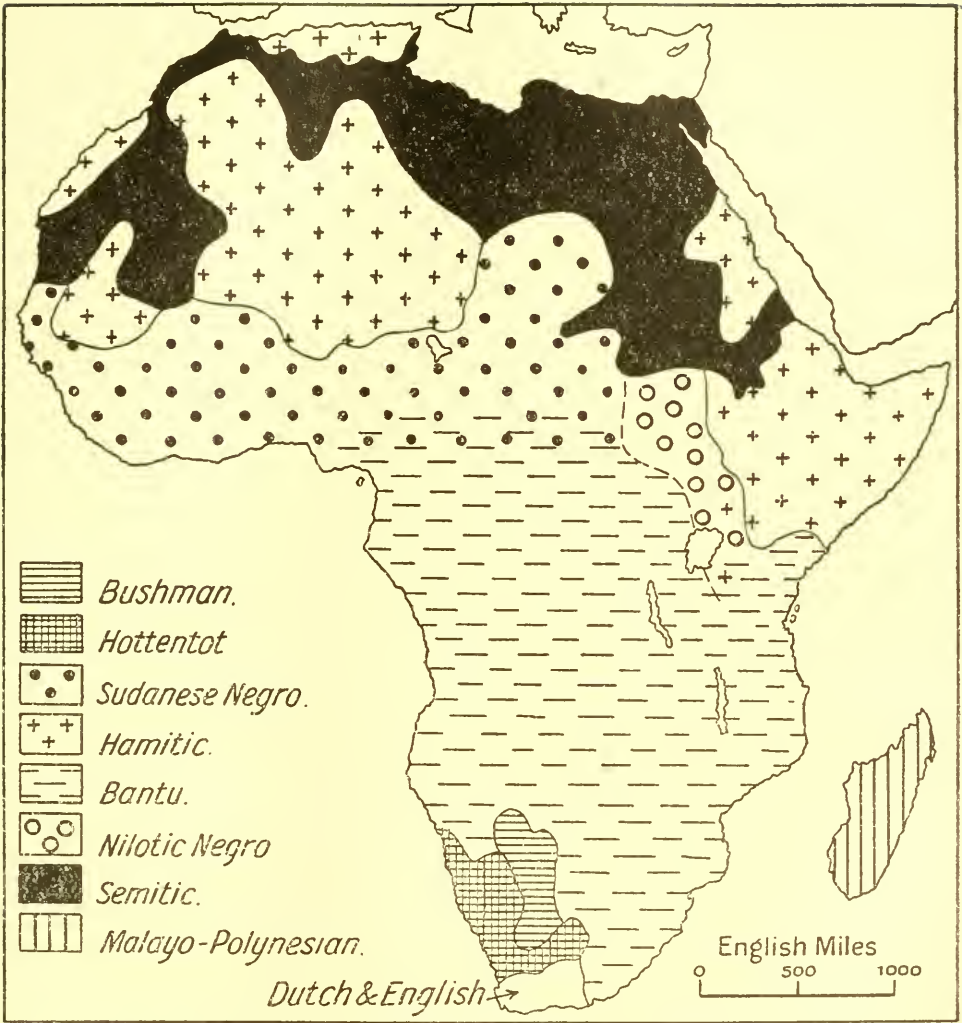 Bushman.
Hottentot
Sudanese Negro.
Hamitic.
Bantu.
Nilotic Negro
Semitic.
Malayo-Polynesian.
Dutch & English
English Miles
0 500 1000